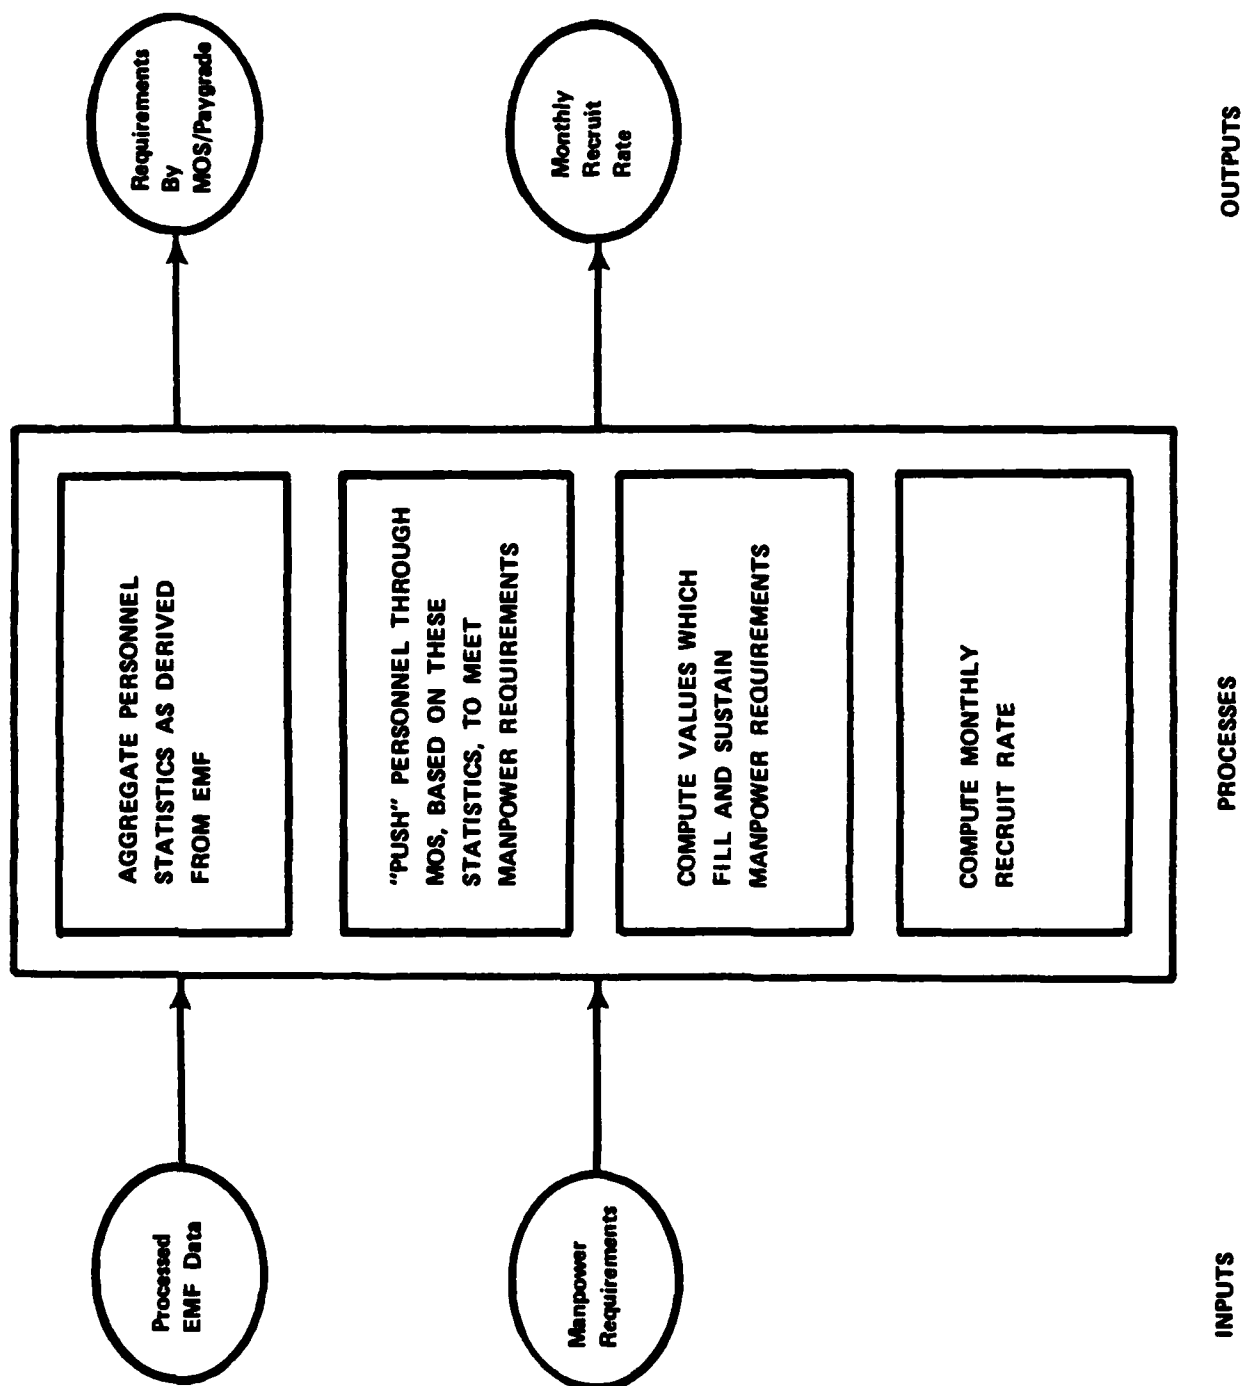 Processed
EMF Data
Manpower
Requirements
INPUTS
AGGREGATE PERSONNEL
STATISTICS AS DERIVED
FROM EMF
"PUSH" PERSONNEL THROUGH
MOS, BASED ON THESE
STATISTICS, TO MEET
MANPOWER REQUIREMENTS
COMPUTE VALUES WHICH
FILL AND SUSTAIN
MANPOWER REQUIREMENTS
COMPUTE MONTHLY
RECRUIT RATE
PROCESSES
Requirements
By
MOS/Paygrade
Monthly
Recruit
Rate
OUTPUTS